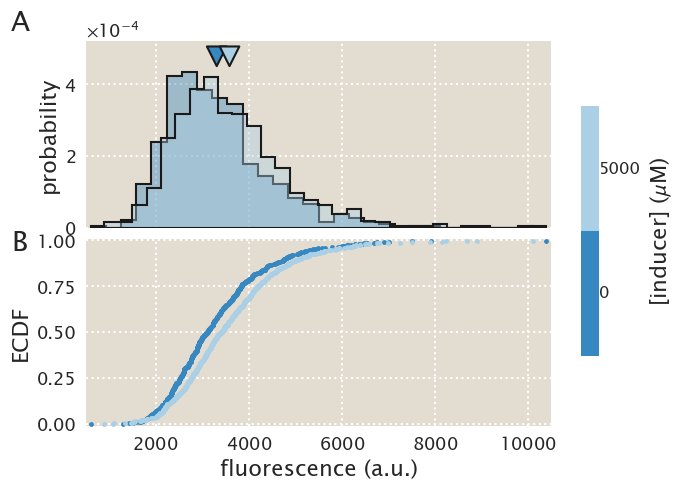 A
×10⁻⁴
4
2
0
probability
B
1.00
0.75
0.50
0.25
0.00
ECDF
2000 4000 6000 8000 10000
fluorescence (a.u.)
5000
0
[inducer] (μM)